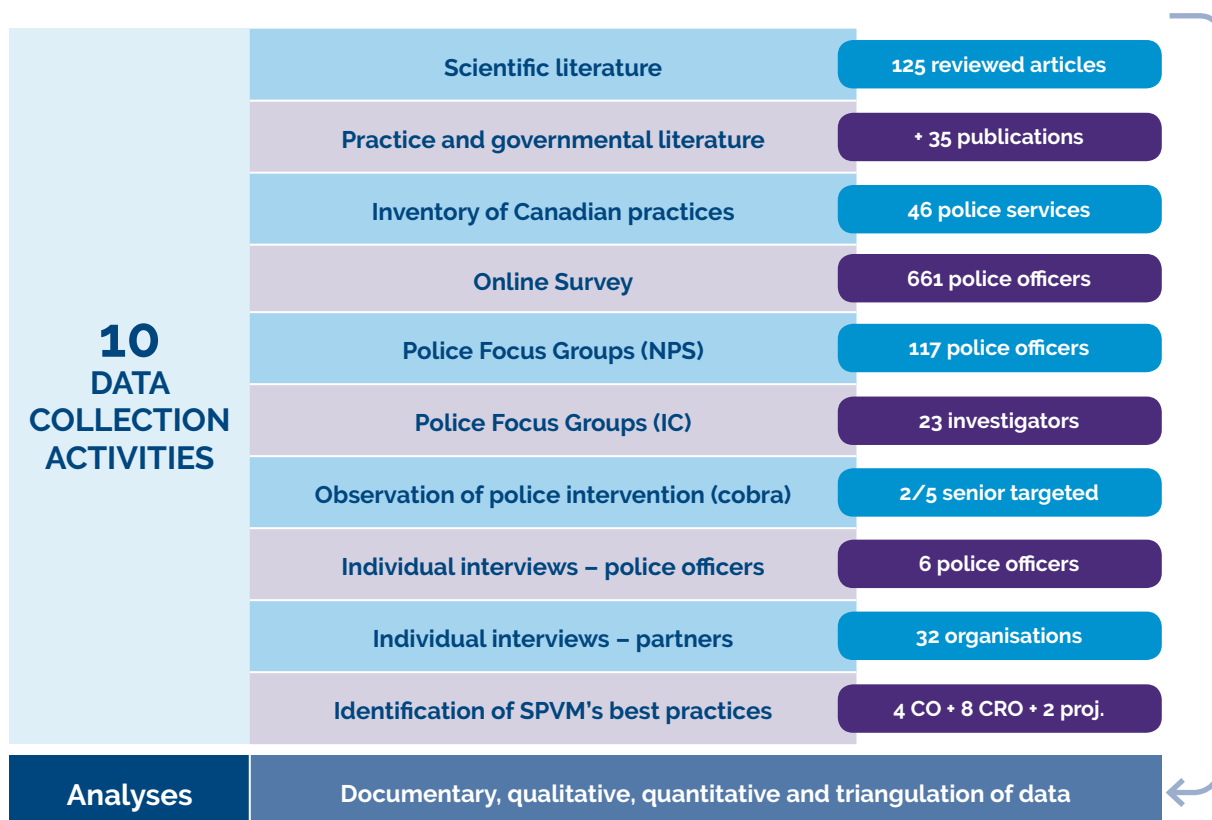 10
DATA
COLLECTION
ACTIVITIES
Scientific literature
125 reviewed articles
Practice and governmental literature
+ 35 publications
Inventory of Canadian practices
46 police services
Online Survey
661 police officers
Police Focus Groups (NPS)
117 police officers
Police Focus Groups (IC)
23 investigators
Observation of police intervention (cobra)
2/5 senior targeted
Individual interviews – police officers
6 police officers
Individual interviews – partners
32 organisations
Identification of SPVM's best practices
4 CO + 8 CRO + 2 proj.
Analyses
Documentary, qualitative, quantitative and triangulation of data